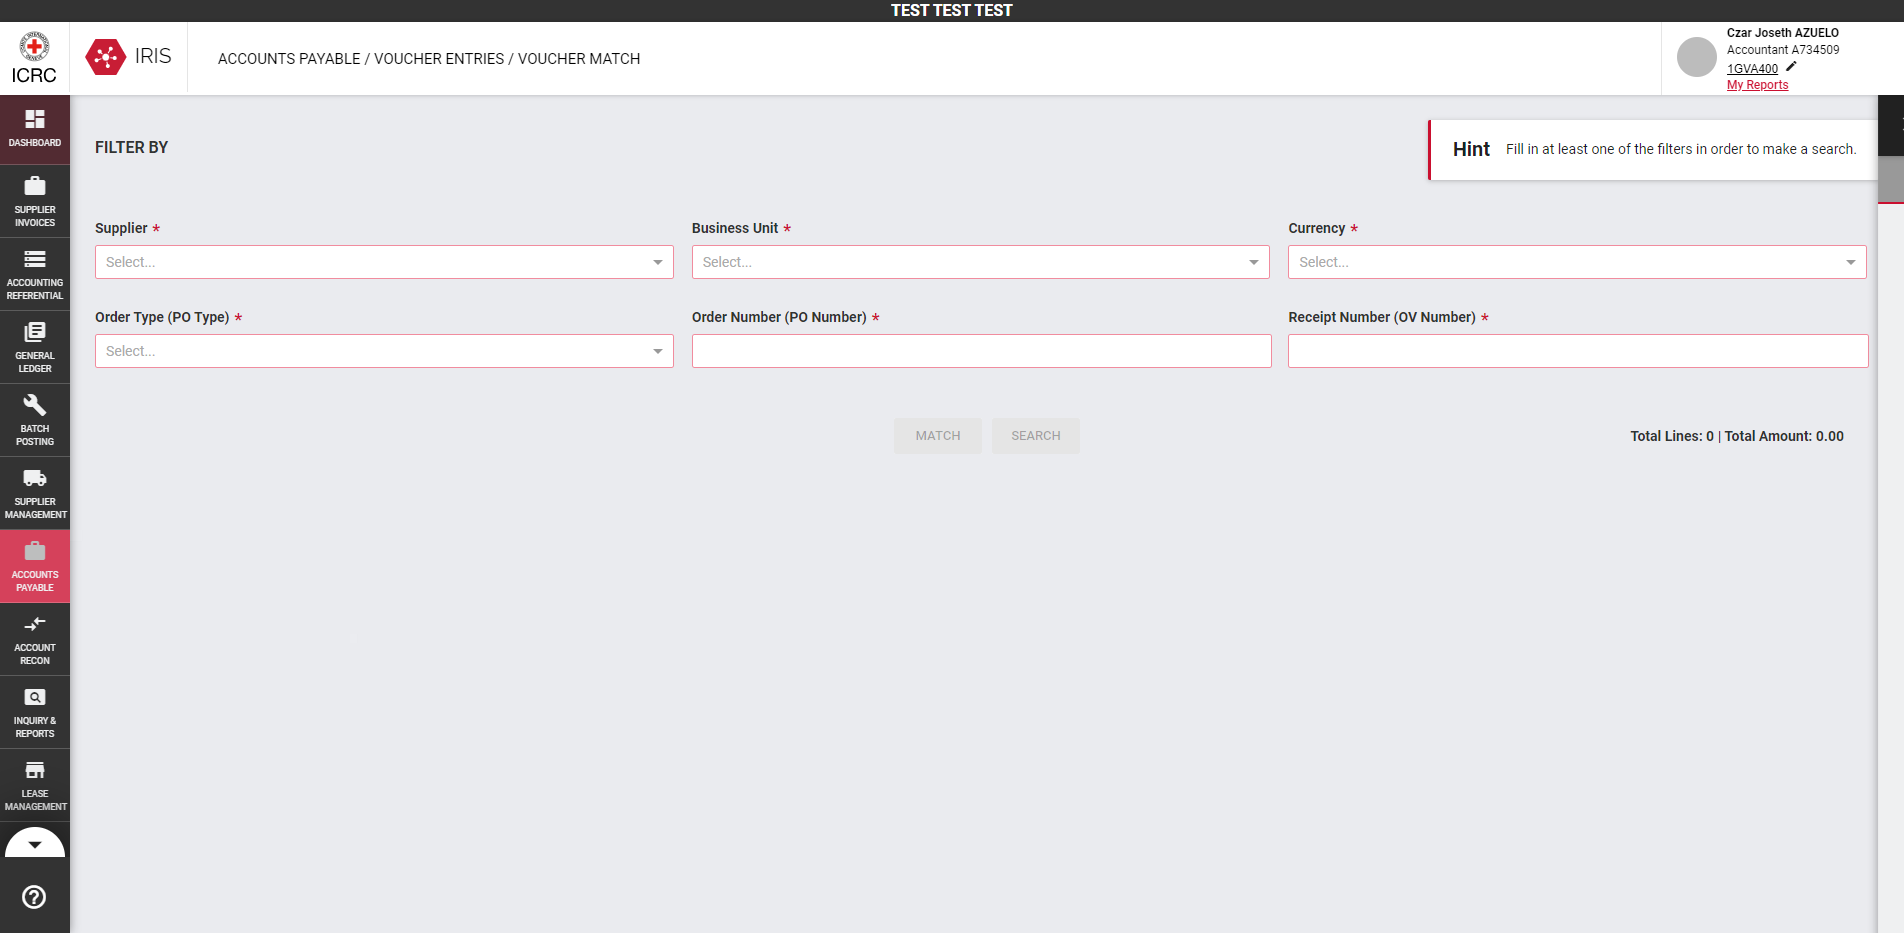 TEST TEST TEST
ICRC
IRIS
ACCOUNTS PAYABLE / VOUCHER ENTRIES / VOUCHER MATCH
Czar Joseth AZUELO
Accountant A734509
1GVA400
My Reports
DASHBOARD
SUPPLIER
INVOICES
ACCOUNTING
REFERENTIAL
GENERAL
LEDGER
BATCH
POSTING
SUPPLIER
MANAGEMENT
ACCOUNTS
PAYABLE
ACCOUNT
RECON
INQUIRY &
REPORTS
LEASE
MANAGEMENT
FILTER BY
Hint Fill in at least one of the filters in order to make a search.
Supplier * Business Unit * Currency *
Select... Select... Select...
Order Type (PO Type) * Order Number (PO Number) * Receipt Number (OV Number) *
Select...
MATCH SEARCH Total Lines: 0 | Total Amount: 0.00